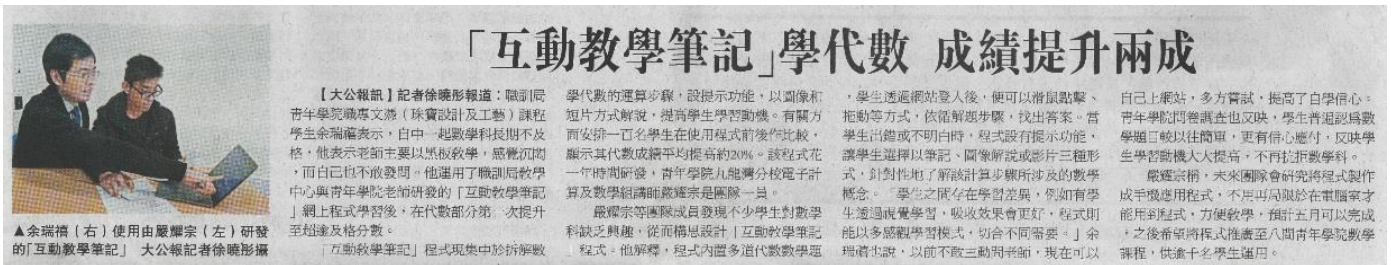 「互動教學筆記」學代數 成績提升兩成
▲余瑞禧（右）使用由嚴耀宗（左）研發
的「互動教學筆記」 大公報記者徐曉彤攝
【大公報訊】記者徐曉彤報道：職訓局
青年學院職專文憑（珠寶設計及工藝）課程
學生余瑞禧表示，自中一起數學科長期不及
格，他表示老師主要以黑板教學，感覺沉悶
，而自己也不敢發問。他運用了職訓局教學
中心與青年學院老師研發的「互動教學筆記
」網上程式學習後，在代數部分第一次提升
至超逾及格分數。
「互動教學筆記」程式現集中於拆解數
學代數的運算步驟，設提示功能，以圖像和
短片方式解說，提高學生學習動機。有關方
面安排一百名學生在使用程式前後作比較，
顯示其代數成績平均提高約20%。該程式花
一年時間研發，青年學院九龍灣分校電子計
算及數學組講師嚴耀宗是團隊一員。
嚴耀宗等團隊成員發現不少學生對數學
科缺乏興趣，從而構思設計「互動教學筆記
」程式。他解釋，程式內置多道代數數學題
，學生透過網站登入後，便可以滑鼠點擊、
拖動等方式，依循解題步驟，找出答案。當
學生出錯或不明白時，程式設有提示功能，
讓學生選擇以筆記、圖像解說或影片三種形
式，針對性地了解該計算步驟所涉及的數學
概念。「學生之間存在學習差異，例如有學
生透過視覺學習，吸收效果會更好，程式則
能以多感觀學習模式，切合不同需要。」余
瑞禧也說，以前不敢主動問老師，現在可以
自己上網站，多方嘗試，提高了自學信心。
青年學院問卷調查也反映，學生普遍認為數
學題目較以往簡單，更有信心應付，反映學
生學習動機大大提高，不再抗拒數學科。
嚴耀宗稱，未來團隊會研究將程式製作
成手機應用程式，不用再局限於在電腦室才
能用到程式，方便教學，預計五月可以完成
，之後希望將程式推廣至八間青年學院數學
課程，供逾千名學生運用。